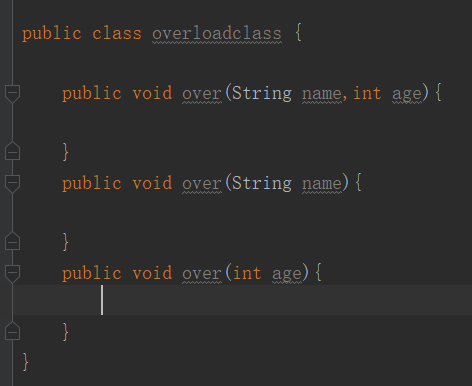 public class overloadclass {
public void over(String name,int age){
}
public void over(String name){
}
public void over(int age){
}
}